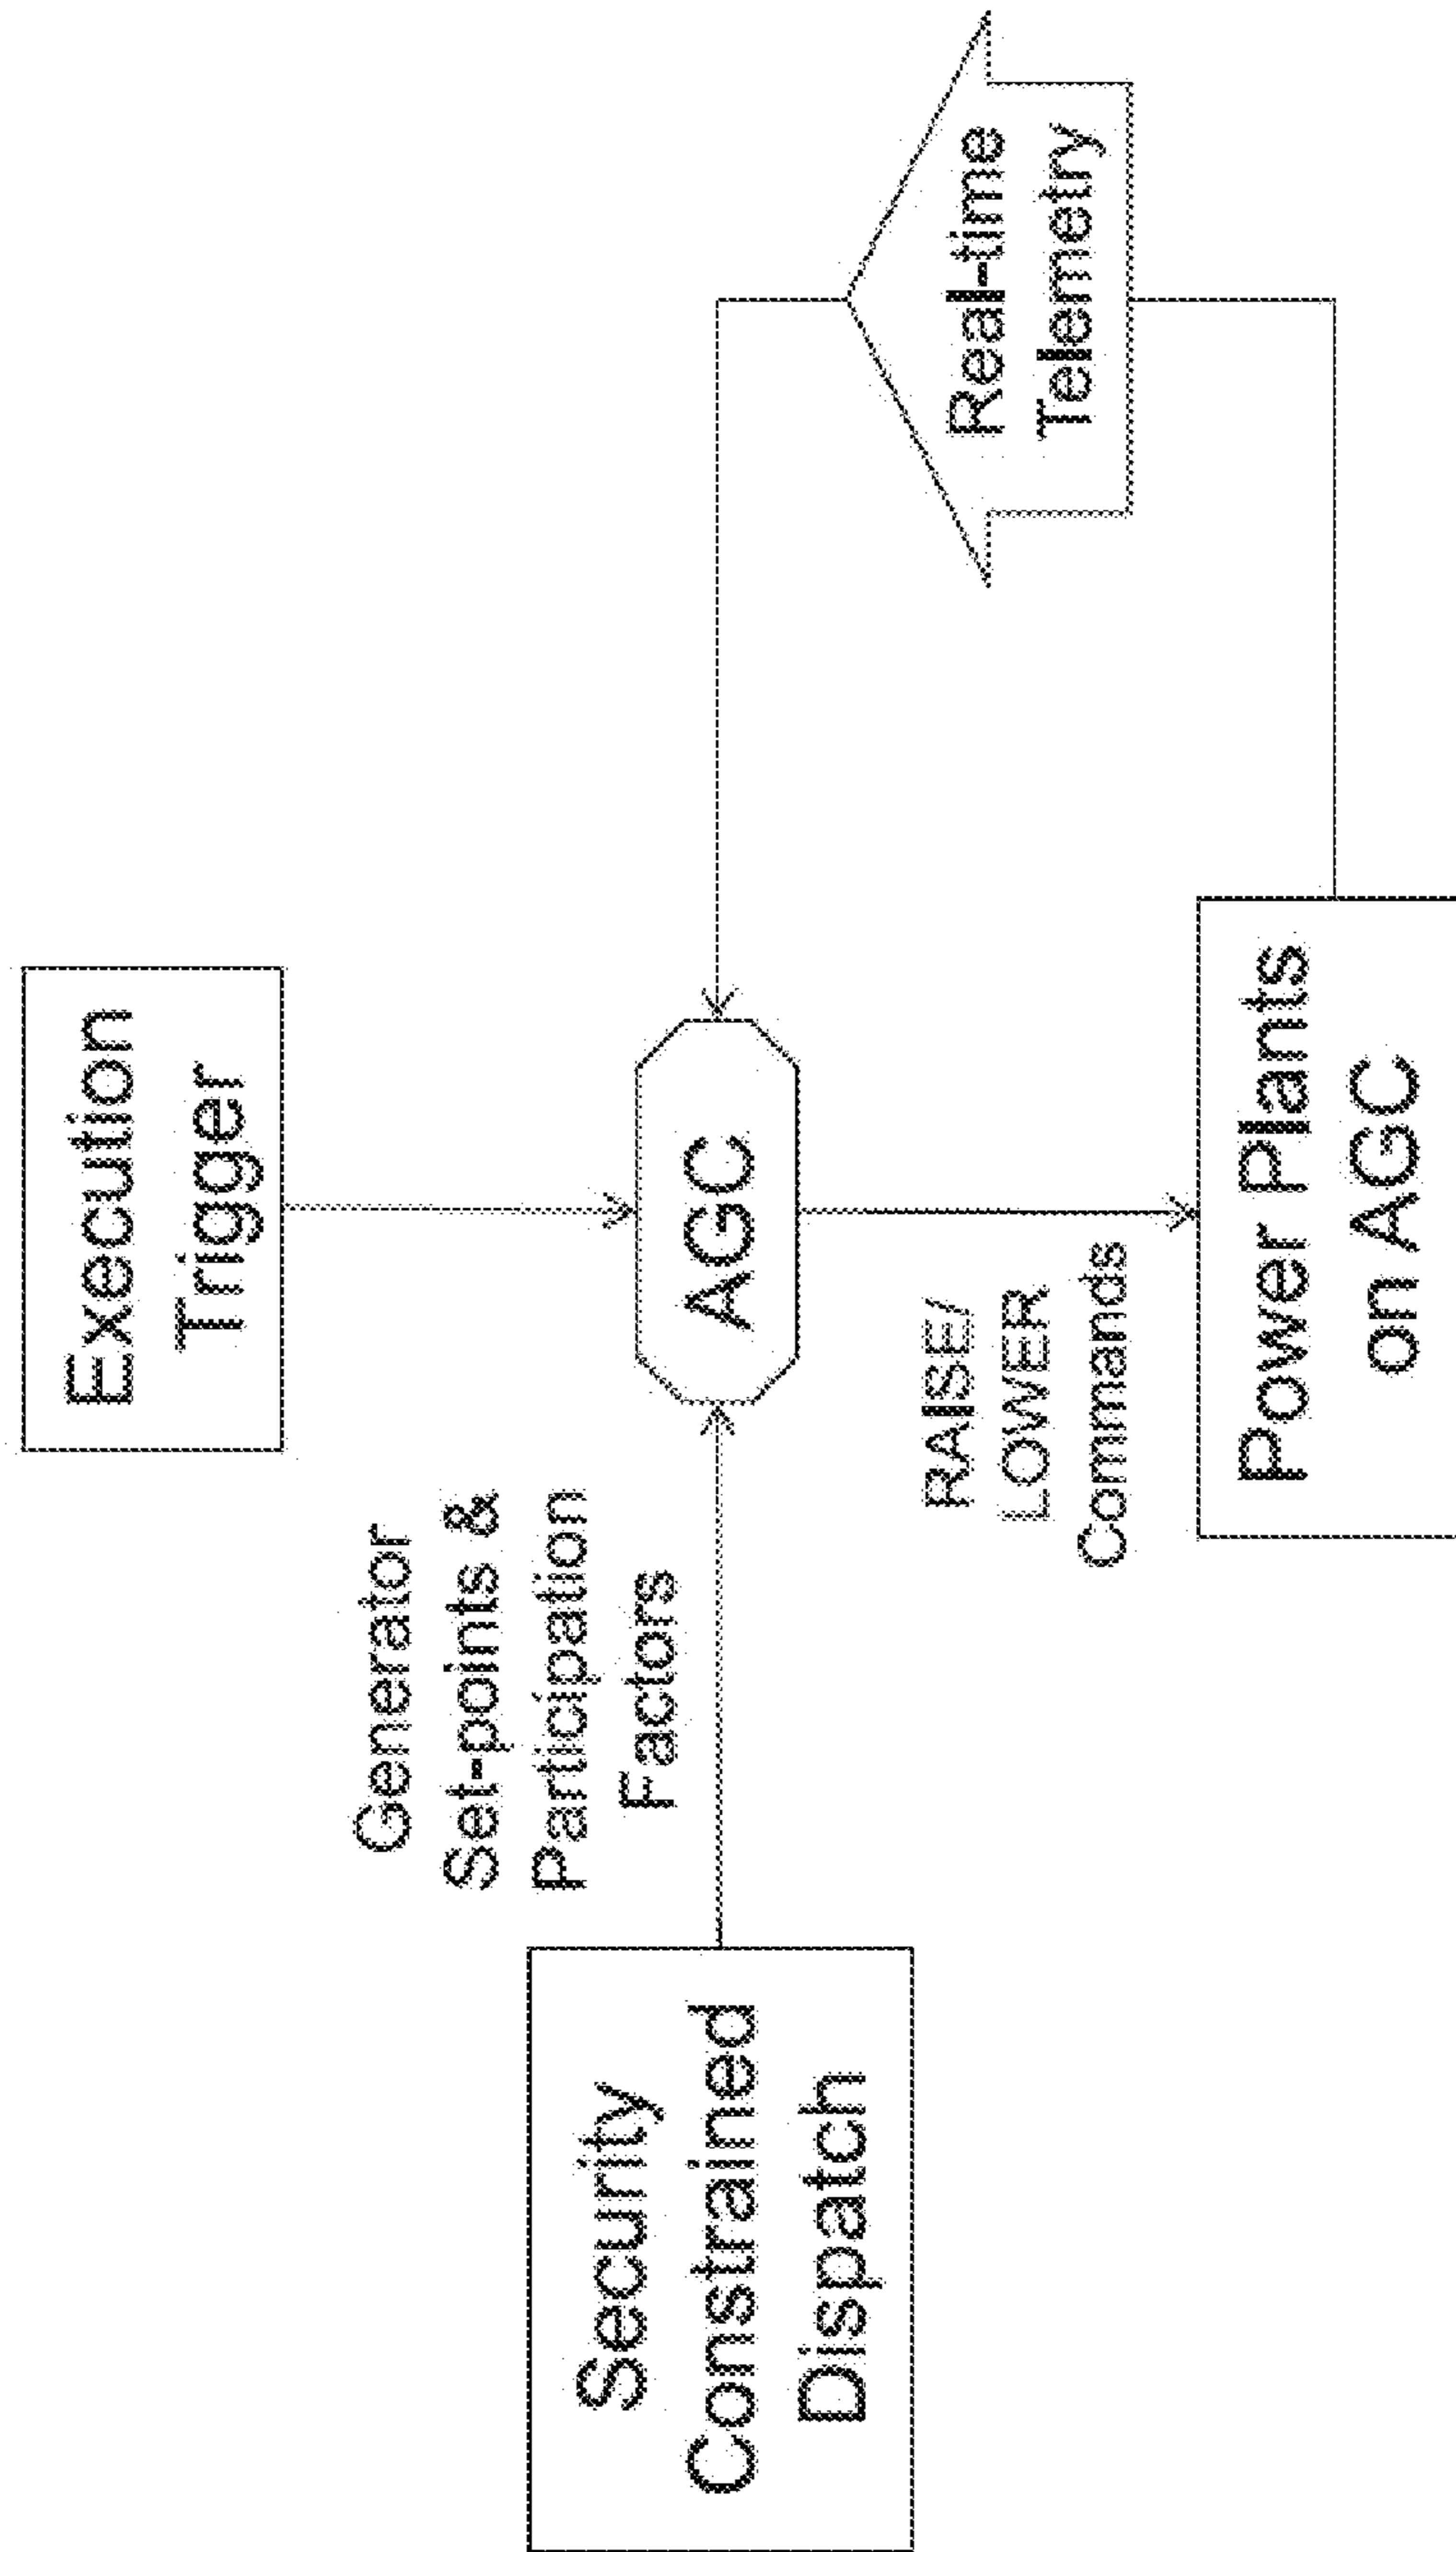 Execution
Trigger
Generator
Set-points &
Participation
Factors
Security
Constrained
Dispatch
AGC
RAISE/
LOWER
Commands
Real-time
Telemetry
Power Plants
on AGC